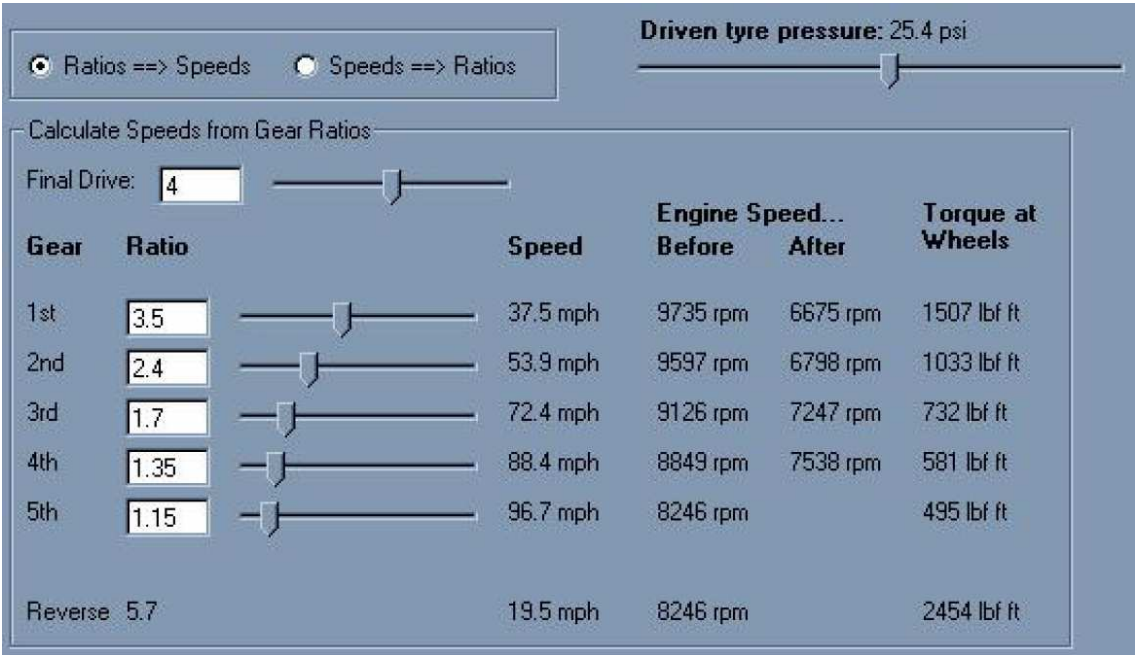 Driven tyre pressure: 25.4 psi
Ratios ==> Speeds Speeds ==> Ratios
Calculate Speeds from Gear Ratios
Final Drive: 4
Engine Speed... Torque at
Gear Ratio Speed Before After Wheels
1st 3.5 37.5 mph 9735 rpm 6675 rpm 1507 lbf ft
2nd 2.4 53.9 mph 9597 rpm 6798 rpm 1033 lbf ft
3rd 1.7 72.4 mph 9126 rpm 7247 rpm 732 lbf ft
4th 1.35 88.4 mph 8849 rpm 7538 rpm 581 lbf ft
5th 1.15 96.7 mph 8246 rpm 495 lbf ft
Reverse 5.7 19.5 mph 8246 rpm 2454 lbf ft